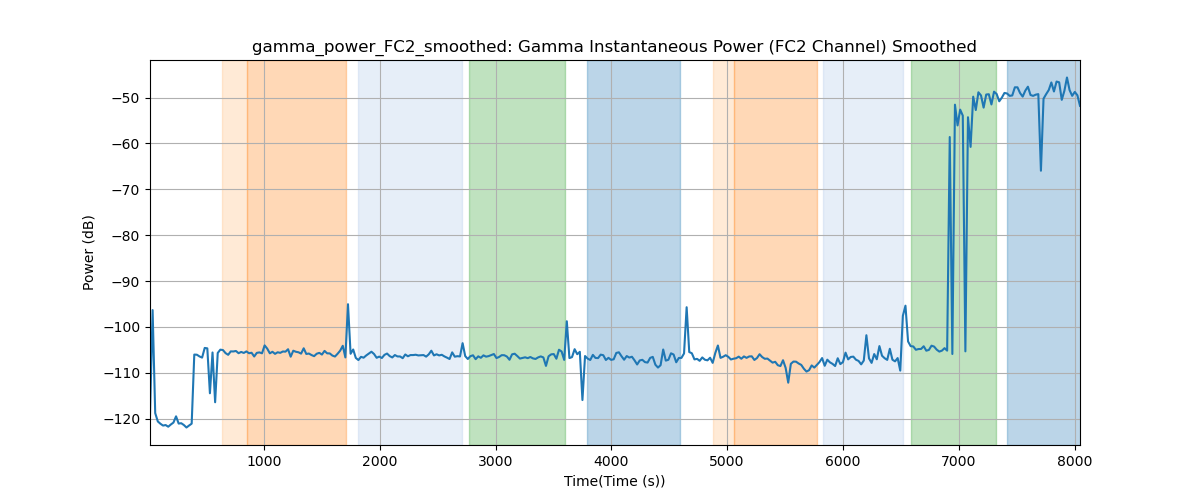 gamma_power_FC2_smoothed: Gamma Instantaneous Power (FC2 Channel) Smoothed
Power (dB)
−50
−60
−70
−80
−90
−100
−110
−120
1000 2000 3000 4000 5000 6000 7000 8000
Time(Time (s))